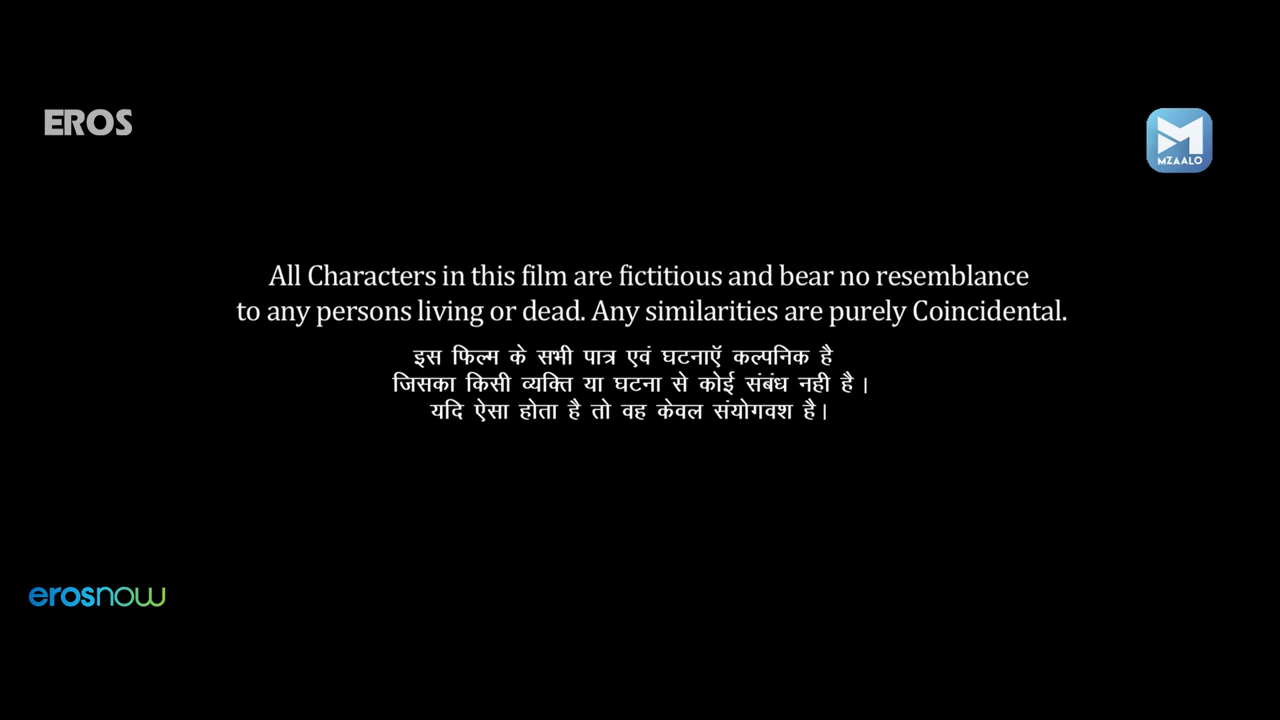 EROS
MZAALO
All Characters in this film are fictitious and bear no resemblance
to any persons living or dead. Any similarities are purely Coincidental.
इस फिल्म के सभी पात्र एवं घटनाऍ कल्पनिक है
जिसका किसी व्यक्ति या घटना से कोई संबंध नही है।
यदि ऐसा होता है तो वह केवल संयोगवश है।
erosnow